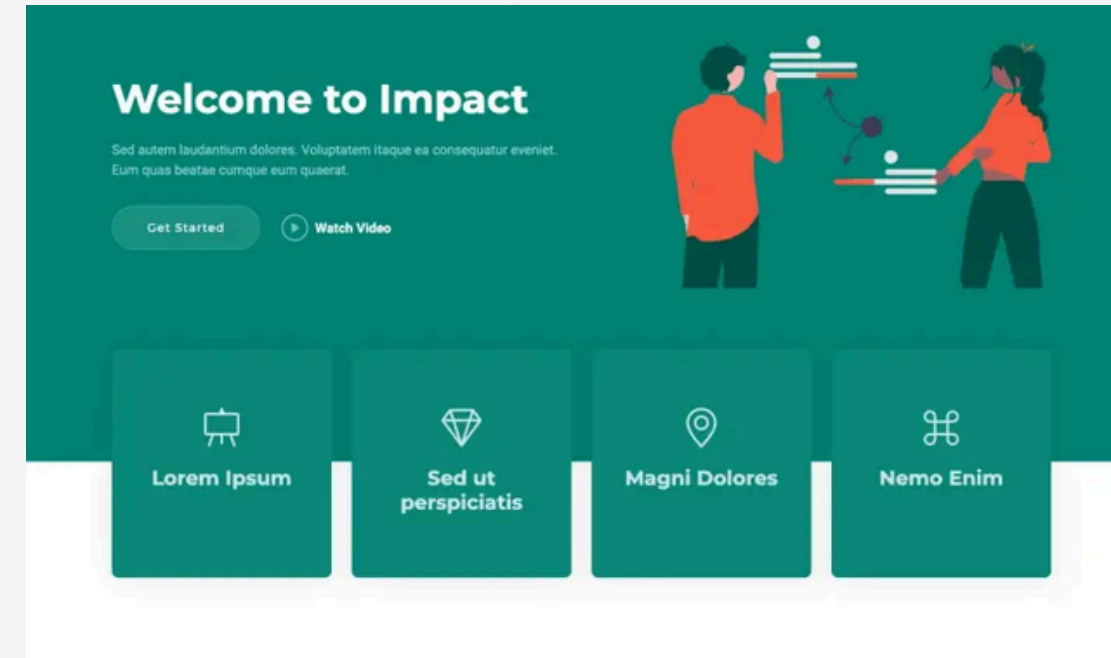 Welcome to Impact
Sed autem laudantium dolores. Voluptatem itaque ea consequatur eveniet.
Eum quas beatae cumque eum quaerat.
Get Started
Watch Video
Lorem Ipsum
Sed ut
perspiciatis
Magni Dolores
Nemo Enim